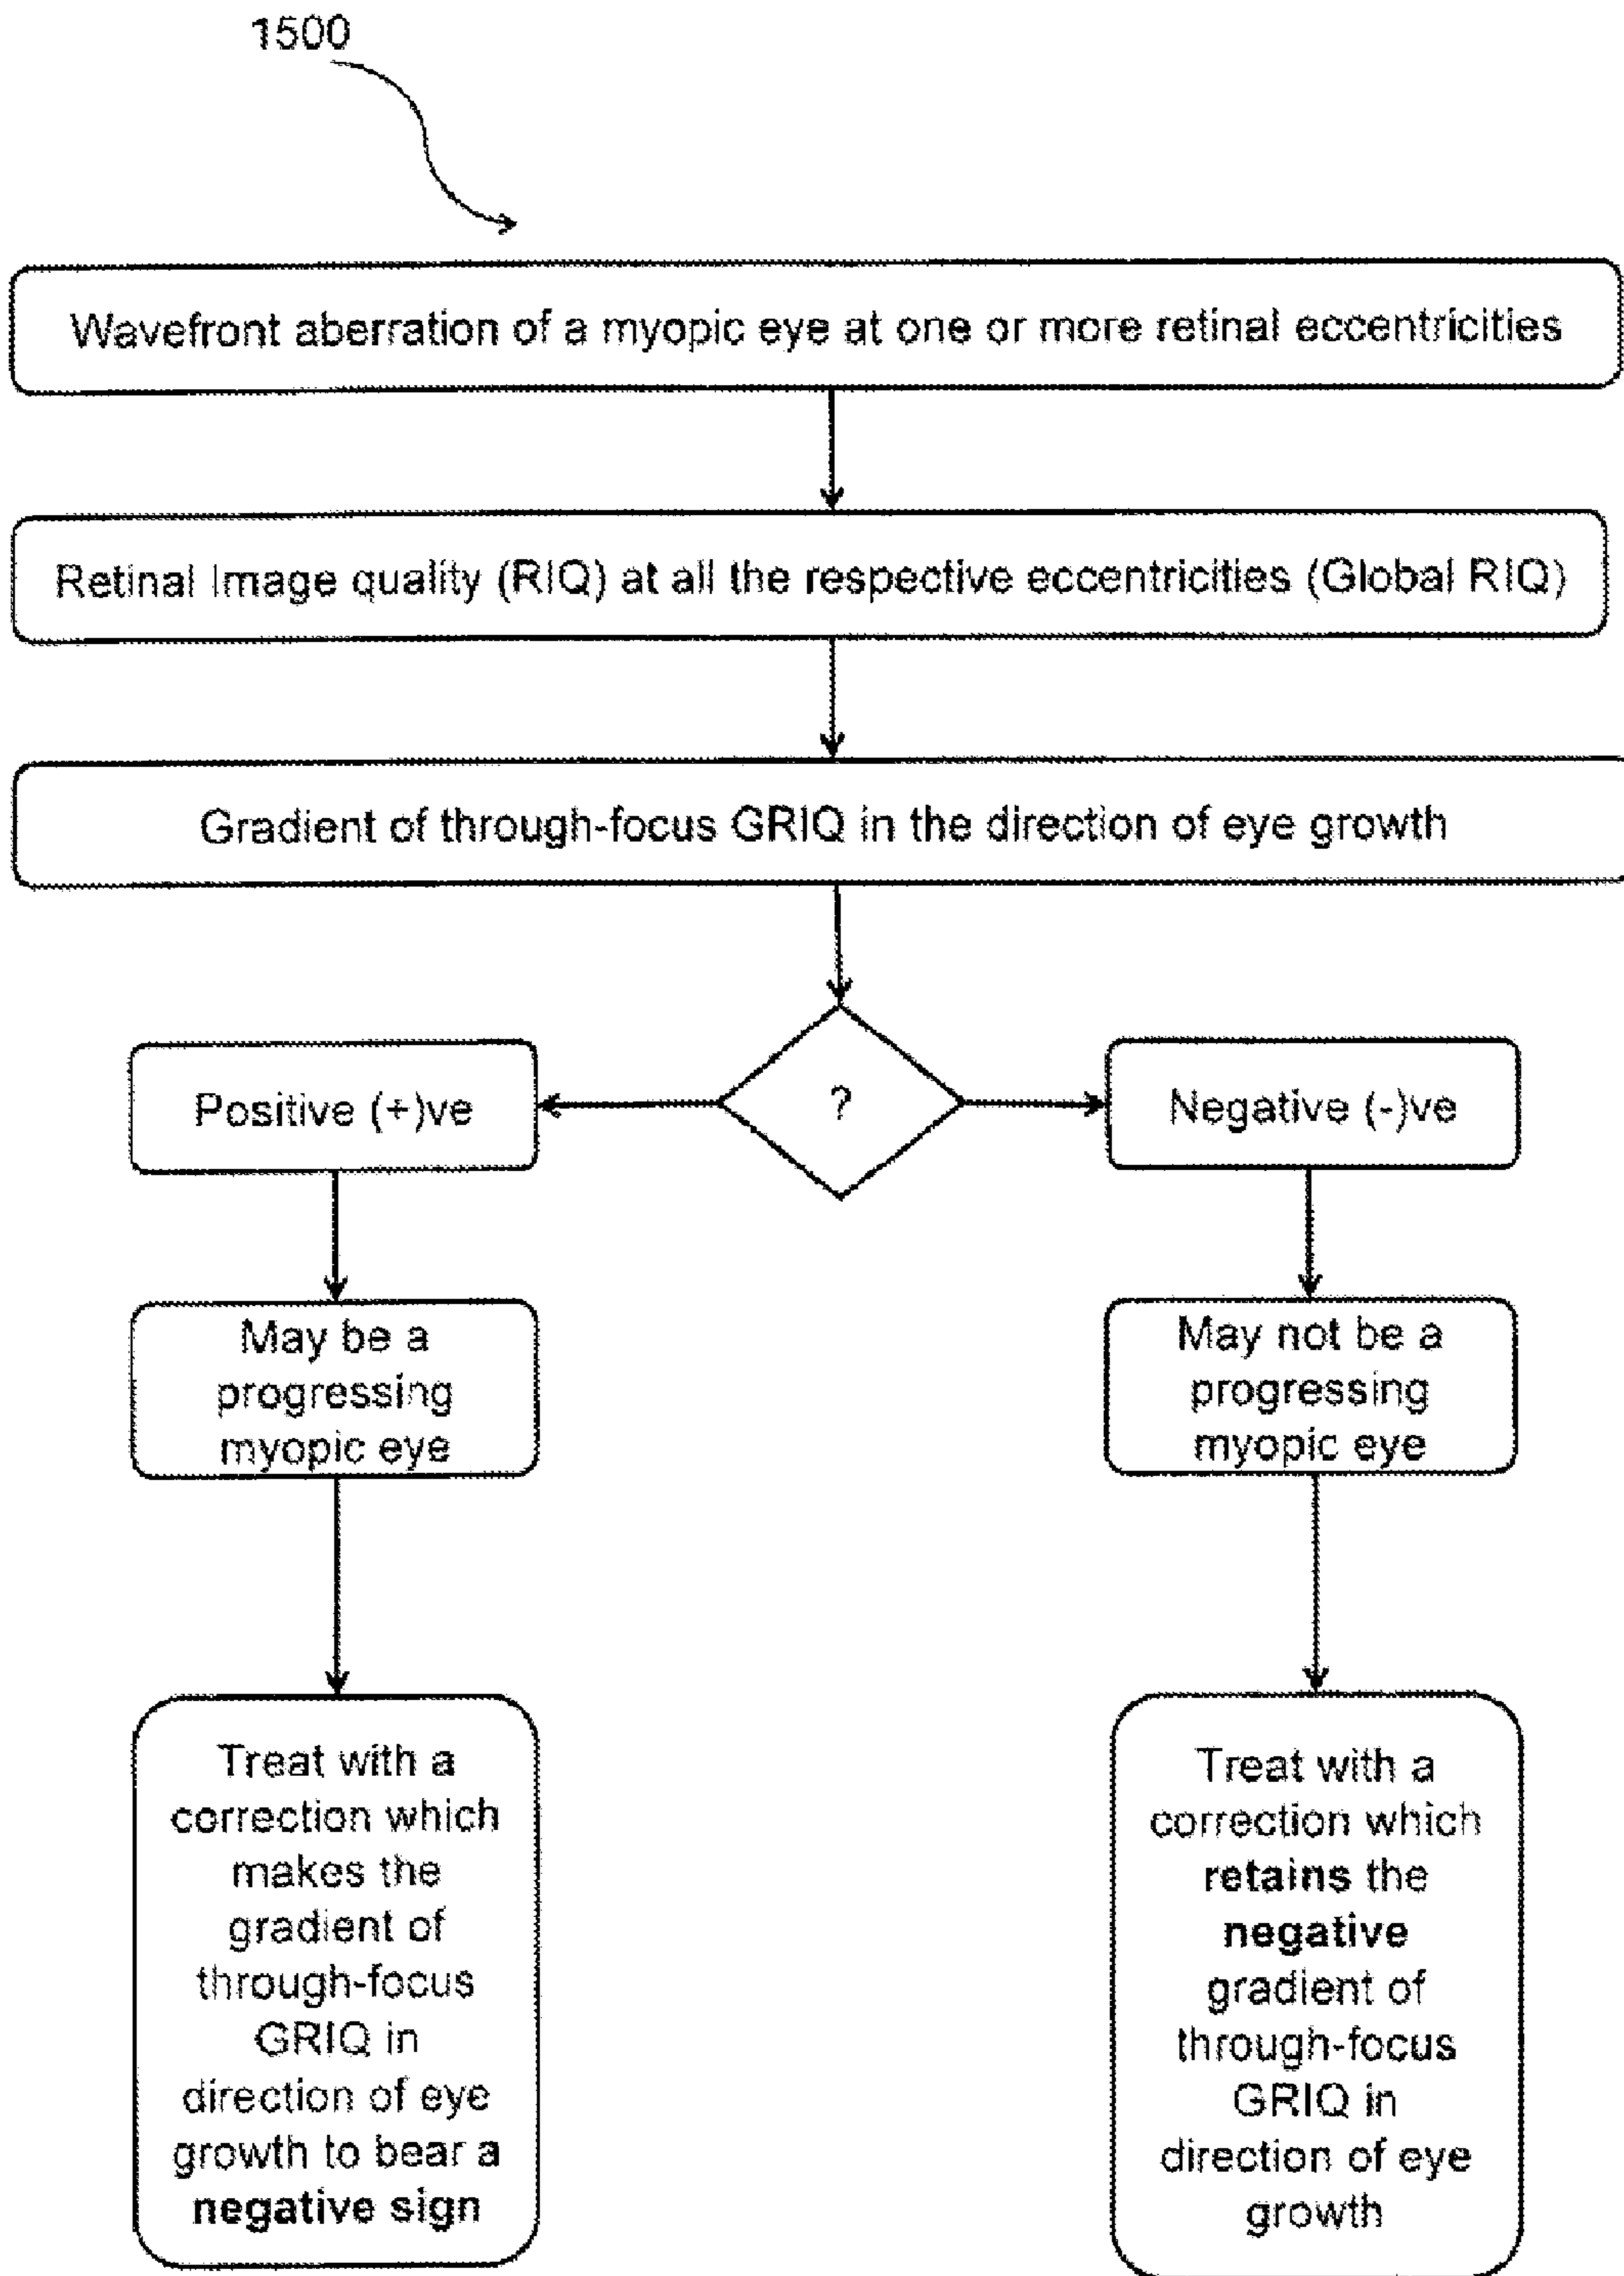 1500
Wavefront aberration of a myopic eye at one or more retinal eccentricities
Retinal Image quality (RIQ) at all the respective eccentricities (Global RIQ)
Gradient of through-focus GRIQ in the direction of eye growth
?
Positive (+)ve
Negative (-)ve
May be a
progressing
myopic eye
May not be a
progressing
myopic eye
Treat with a
correction which
makes the
gradient of
through-focus
GRIQ in
direction of eye
growth to bear a
negative sign
Treat with a
correction which
retains the
negative
gradient of
through-focus
GRIQ in
direction of eye
growth